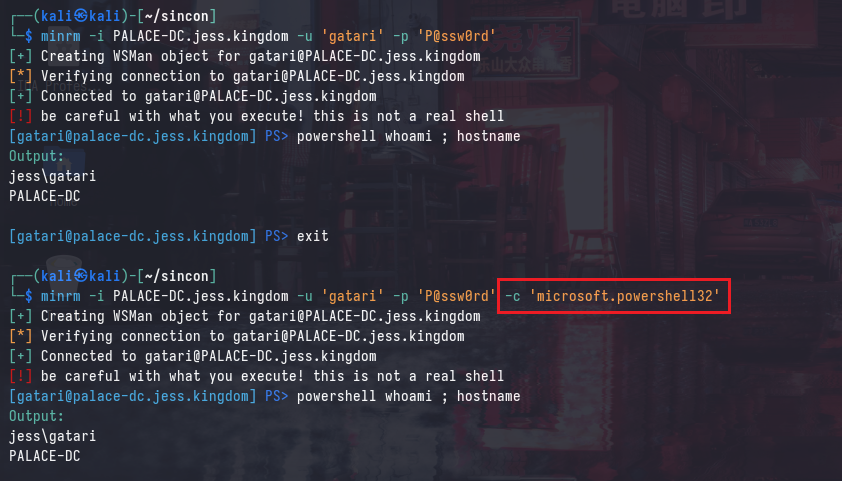 ┌──(kali㉿kali)-[~/sincon]
└─$ minrm -i PALACE-DC.jess.kingdom -u 'gatari' -p 'P@ssw0rd'
[+] Creating WSMan object for gatari@PALACE-DC.jess.kingdom
[*] Verifying connection to gatari@PALACE-DC.jess.kingdom
[+] Connected to gatari@PALACE-DC.jess.kingdom
[!] be careful with what you execute! this is not a real shell
[gatari@palace-dc.jess.kingdom] PS> powershell whoami ; hostname
Output:
jess\gatari
PALACE-DC
[gatari@palace-dc.jess.kingdom] PS> exit
┌──(kali㉿kali)-[~/sincon]
└─$ minrm -i PALACE-DC.jess.kingdom -u 'gatari' -p 'P@ssw0rd' -c 'microsoft.powershell32'
[+] Creating WSMan object for gatari@PALACE-DC.jess.kingdom
[*] Verifying connection to gatari@PALACE-DC.jess.kingdom
[+] Connected to gatari@PALACE-DC.jess.kingdom
[!] be careful with what you execute! this is not a real shell
[gatari@palace-dc.jess.kingdom] PS> powershell whoami ; hostname
Output:
jess\gatari
PALACE-DC